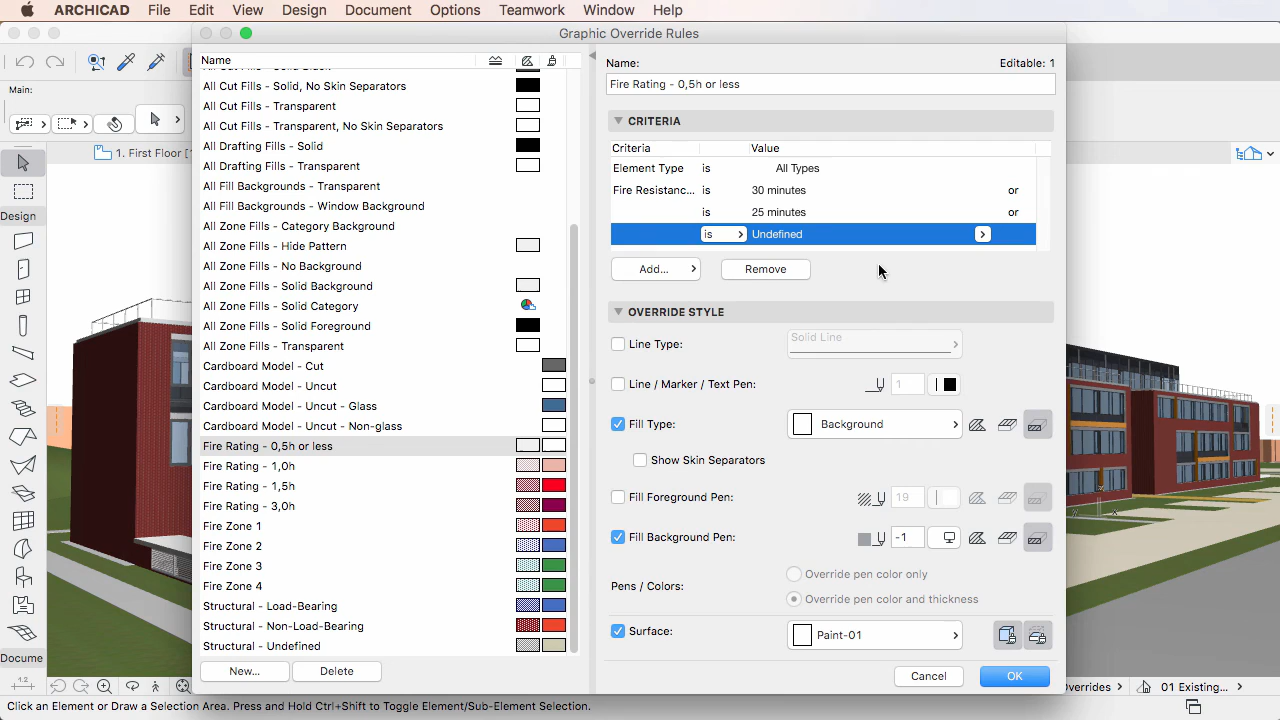 ARCHICAD File Edit View Design Document Options Teamwork Window Help
Graphic Override Rules
Name
All Cut Fills - Solid, No Skin Separators
All Cut Fills - Transparent
All Cut Fills - Transparent, No Skin Separators
All Drafting Fills - Solid
All Drafting Fills - Transparent
All Fill Backgrounds - Transparent
All Fill Backgrounds - Window Background
All Zone Fills - Category Background
All Zone Fills - Hide Pattern
All Zone Fills - No Background
All Zone Fills - Solid Background
All Zone Fills - Solid Category
All Zone Fills - Solid Foreground
All Zone Fills - Transparent
Cardboard Model - Cut
Cardboard Model - Uncut
Cardboard Model - Uncut - Glass
Cardboard Model - Uncut - Non-glass
Fire Rating - 0,5h or less
Fire Rating - 1,0h
Fire Rating - 1,5h
Fire Rating - 3,0h
Fire Zone 1
Fire Zone 2
Fire Zone 3
Fire Zone 4
Structural - Load-Bearing
Structural - Non-Load-Bearing
Structural - Undefined
New... Delete
Name: Editable: 1
Fire Rating - 0,5h or less
CRITERIA
Criteria Value
Element Type is All Types
Fire Resistanc... is 30 minutes or
is 25 minutes or
is Undefined
Add... Remove
OVERRIDE STYLE
Line Type: Solid Line
Line / Marker / Text Pen: 1
Fill Type: Background
Show Skin Separators
Fill Foreground Pen: 19
Fill Background Pen: -1
Pens / Colors: Override pen color only
Override pen color and thickness
Surface: Paint-01
Cancel OK
Main:
1. First Floor [1
Design
Docume
1.2
verrides 01 Existing...
Click an Element or Draw a Selection Area. Press and Hold Ctrl+Shift to Toggle Element/Sub-Element Selection.